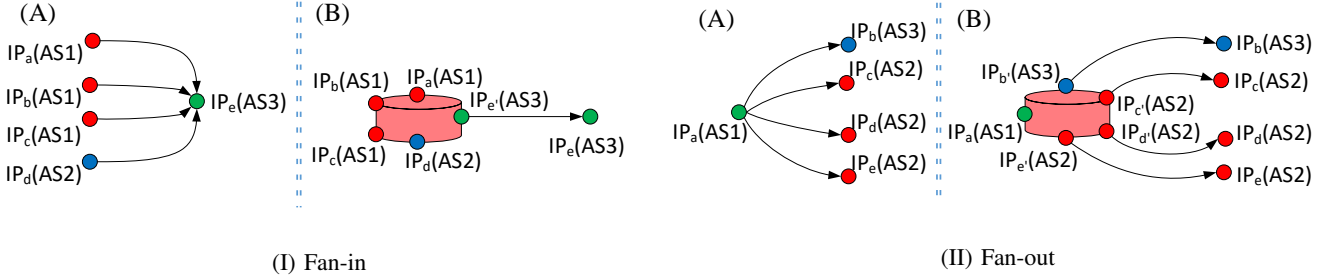 (A)
IPa(AS1)
IPb(AS1)
IPc(AS1)
IPd(AS2)
IPe(AS3)
(B)
IPb(AS1)
IPa(AS1)
IPe'(AS3)
IPc(AS1)
IPd(AS2)
IPe(AS3)
(I) Fan-in
(A)
IPb(AS3)
IPc(AS2)
IPa(AS1)
IPd(AS2)
IPe(AS2)
(B)
IPb'(AS3)
IPb(AS3)
IPc(AS2)
IPc'(AS2)
IPa(AS1)
IPd'(AS2)
IPd(AS2)
IPe'(AS2)
IPe(AS2)
(II) Fan-out